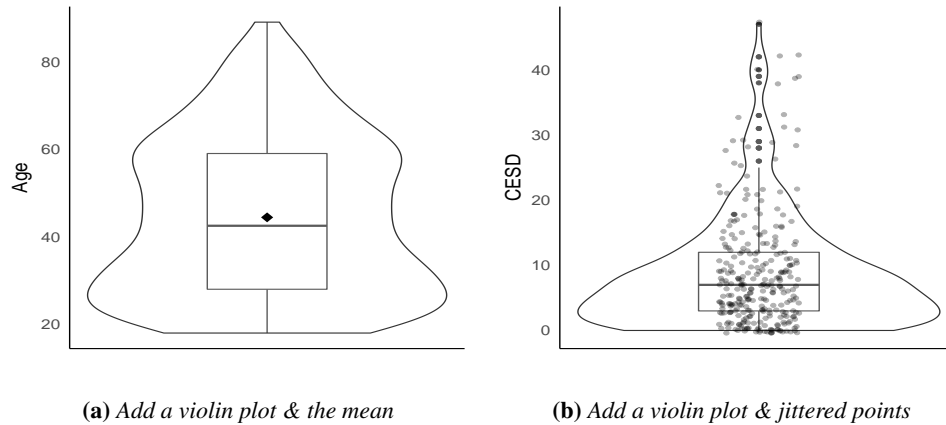 80
60
40
20
Age
40
30
20
10
0
CESD
(a) Add a violin plot & the mean
(b) Add a violin plot & jittered points